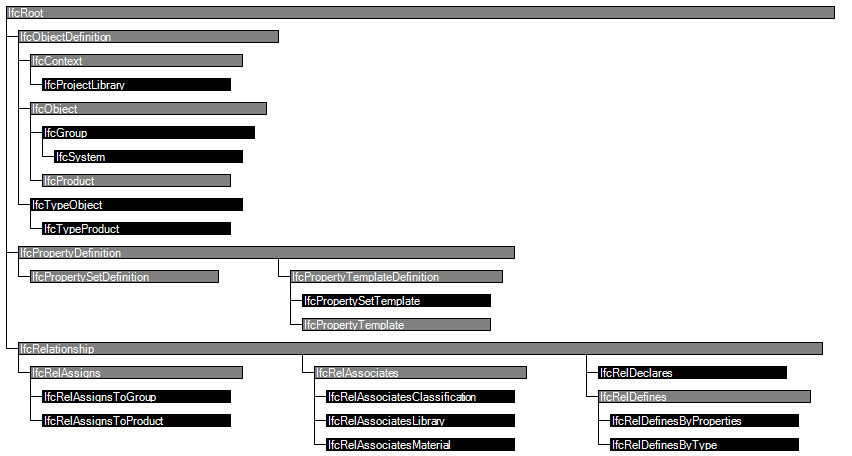 IfcRoot
IfcObjectDefinition
IfcContext
IfcProjectLibrary
IfcObject
IfcGroup
IfcSystem
IfcProduct
IfcTypeObject
IfcTypeProduct
IfcPropertyDefinition
IfcPropertySetDefinition
IfcPropertyTemplateDefinition
IfcPropertySetTemplate
IfcPropertyTemplate
IfcRelationship
IfcRelAssigns
IfcRelAssignsToGroup
IfcRelAssignsToProduct
IfcRelAssociates
IfcRelAssociatesClassification
IfcRelAssociatesLibrary
IfcRelAssociatesMaterial
IfcRelDeclares
IfcRelDefines
IfcRelDefinesByProperties
IfcRelDefinesByType